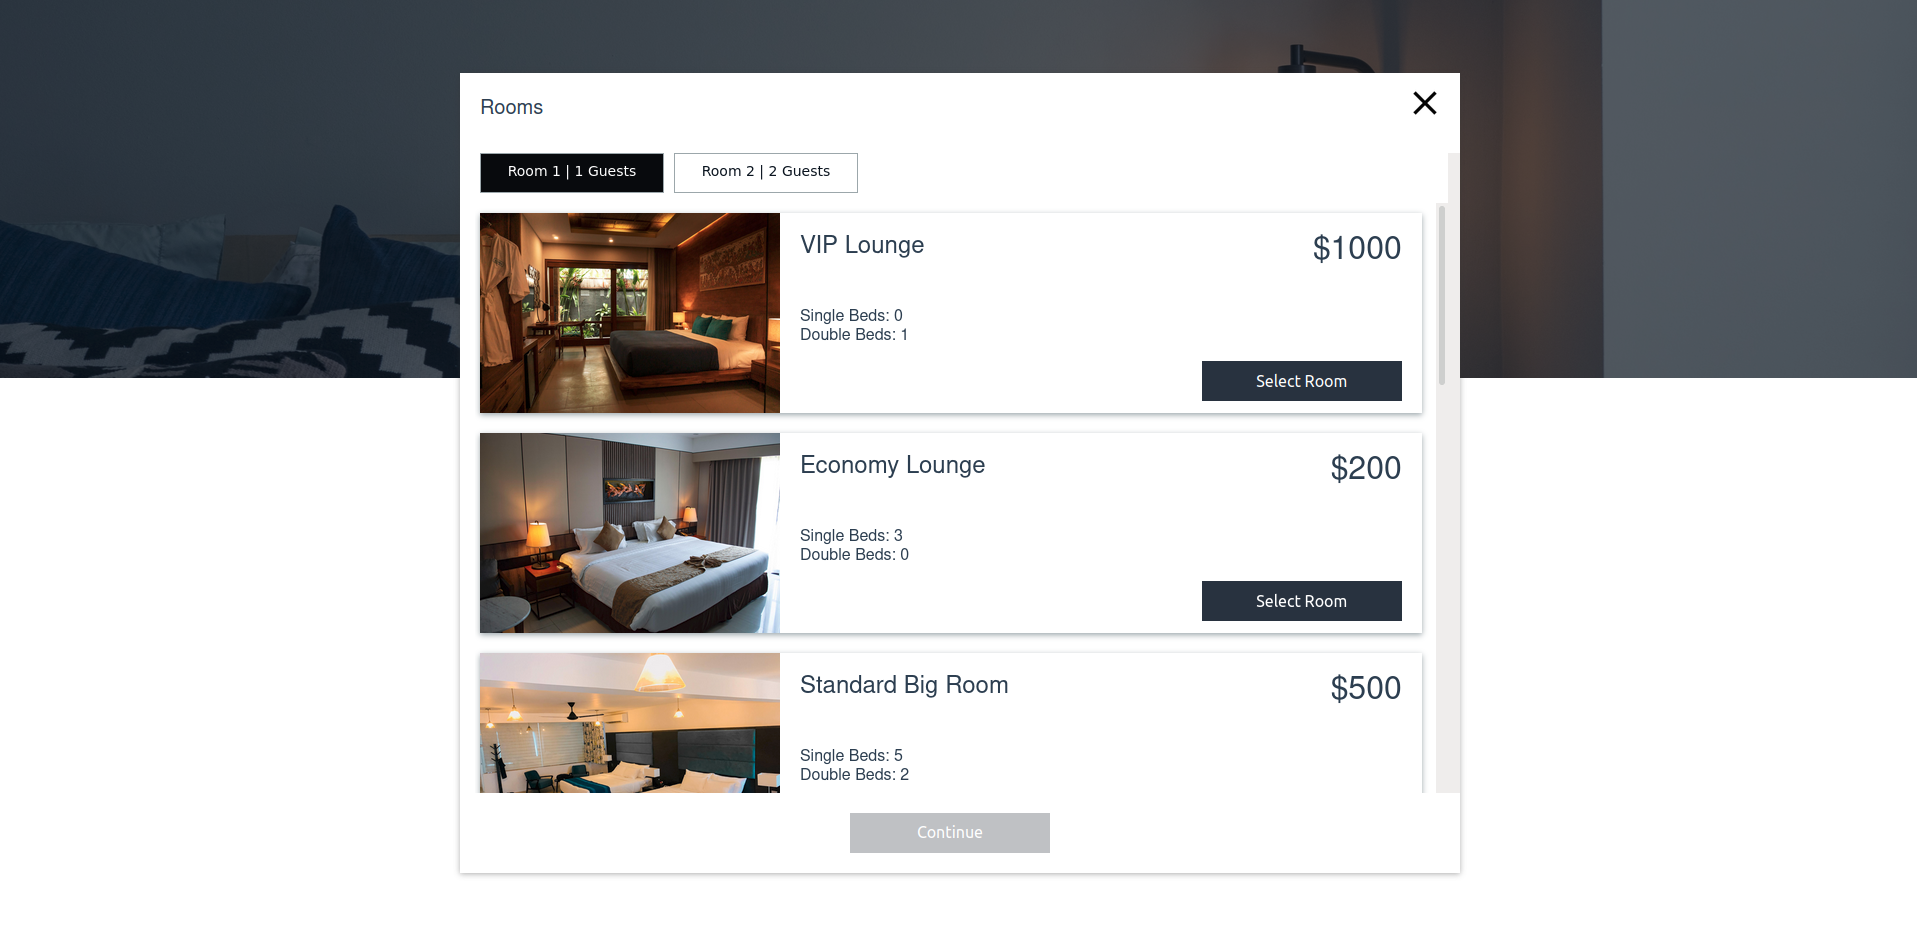 Rooms
Room 1 | 1 Guests
Room 2 | 2 Guests
VIP Lounge
$1000
Single Beds: 0
Double Beds: 1
Select Room
Economy Lounge
$200
Single Beds: 3
Double Beds: 0
Select Room
Standard Big Room
$500
Single Beds: 5
Double Beds: 2
Continue